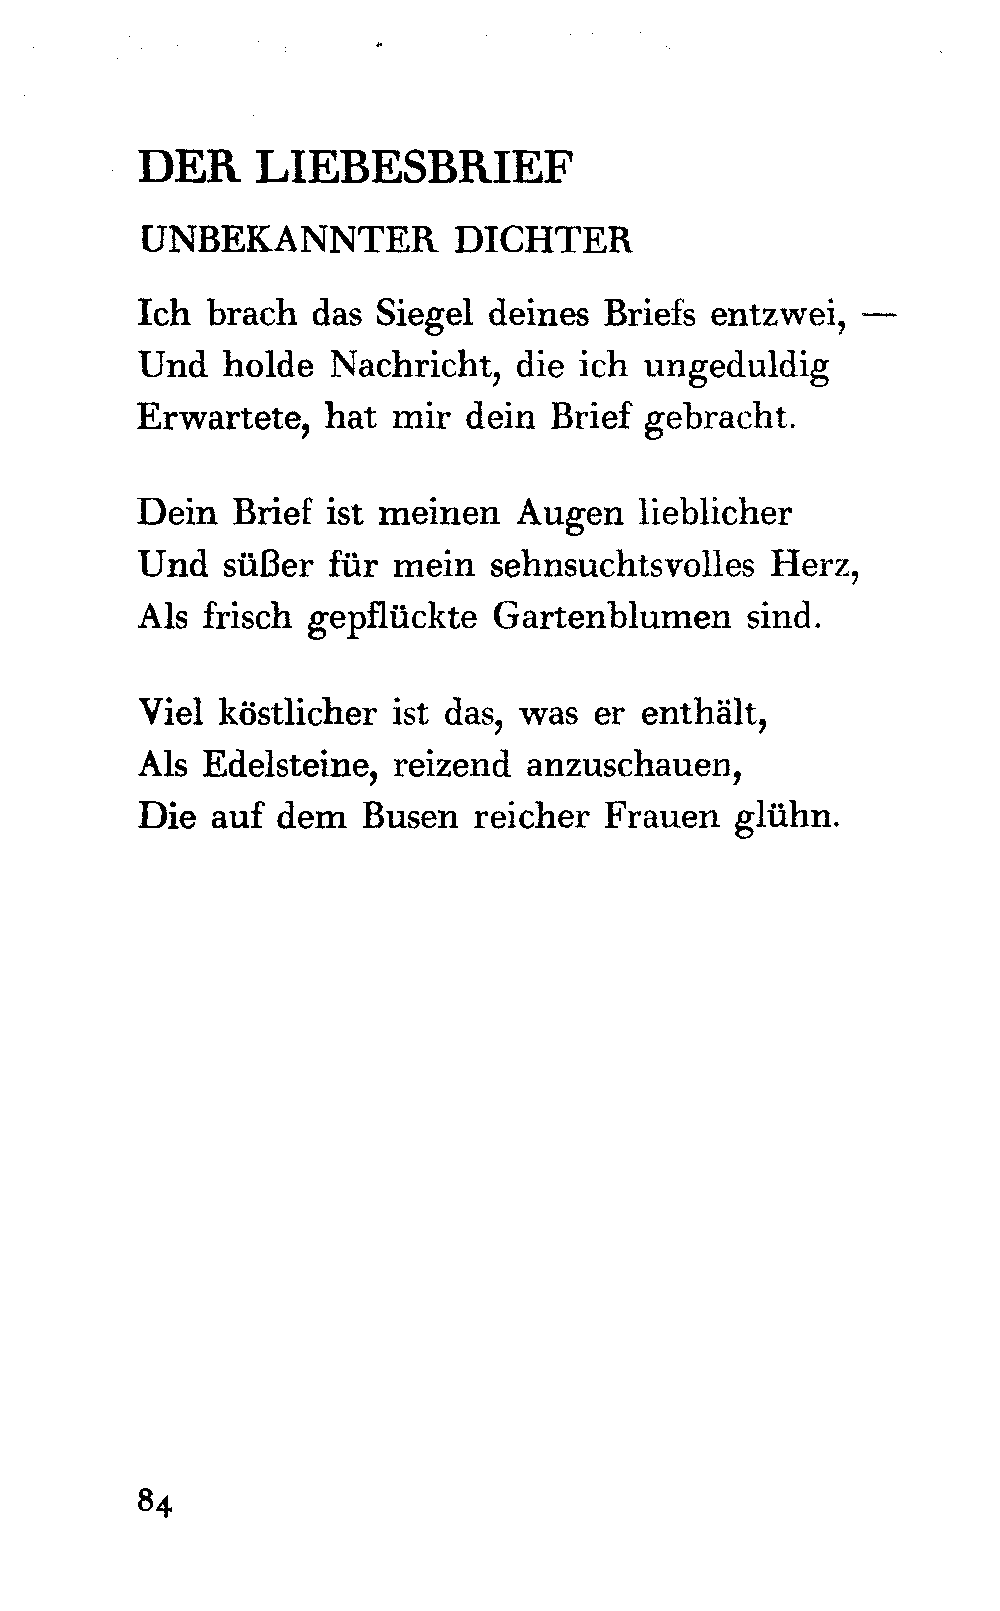 DER LIEBESBRIEF
UNBEKANNTER DICHTER
Ich brach das Siegel deines Briefs entzwei, —
Und holde Nachricht, die ich ungeduldig
Erwartete, hat mir dein Brief gebracht.
Dein Brief ist meinen Augen lieblicher
Und süßer für mein sehnsuchtsvolles Herz,
Als frisch gepflückte Gartenblumen sind.
Viel köstlicher ist das, was er enthält,
Als Edelsteine, reizend anzuschauen,
Die auf dem Busen reicher Frauen glühn.
84